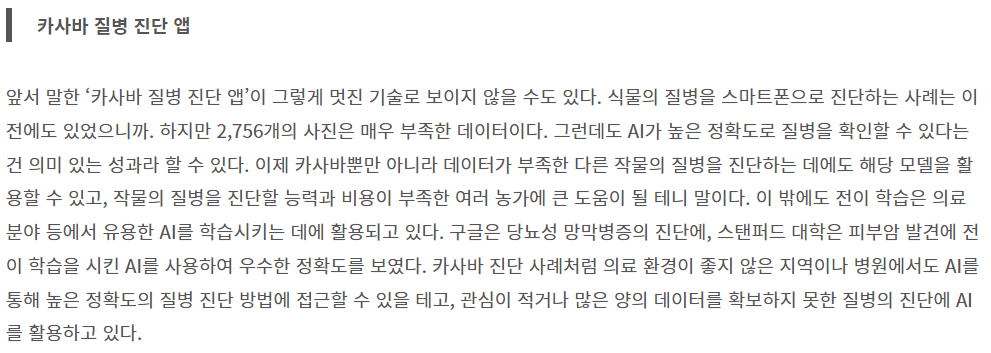 카사바 질병 진단 앱
앞서 말한 ‘카사바 질병 진단 앱’이 그렇게 멋진 기술로 보이지 않을 수도 있다. 식물의 질병을 스마트폰으로 진단하는 사례는 이
전에도 있었으니까. 하지만 2,756개의 사진은 매우 부족한 데이터이다. 그런데도 AI가 높은 정확도로 질병을 확인할 수 있다는
건 의미 있는 성과라 할 수 있다. 이제 카사바뿐만 아니라 데이터가 부족한 다른 작물의 질병을 진단하는 데에도 해당 모델을 활
용할 수 있고, 작물의 질병을 진단할 능력과 비용이 부족한 여러 농가에 큰 도움이 될 테니 말이다. 이 밖에도 전이 학습은 의료
분야 등에서 유용한 AI를 학습시키는 데에 활용되고 있다. 구글은 당뇨성 망막병증의 진단에, 스탠퍼드 대학은 피부암 발견에 전
이 학습을 시킨 AI를 사용하여 우수한 정확도를 보였다. 카사바 진단 사례처럼 의료 환경이 좋지 않은 지역이나 병원에서도 AI를
통해 높은 정확도의 질병 진단 방법에 접근할 수 있을 테고, 관심이 적거나 많은 양의 데이터를 확보하지 못한 질병의 진단에 AI
를 활용하고 있다.